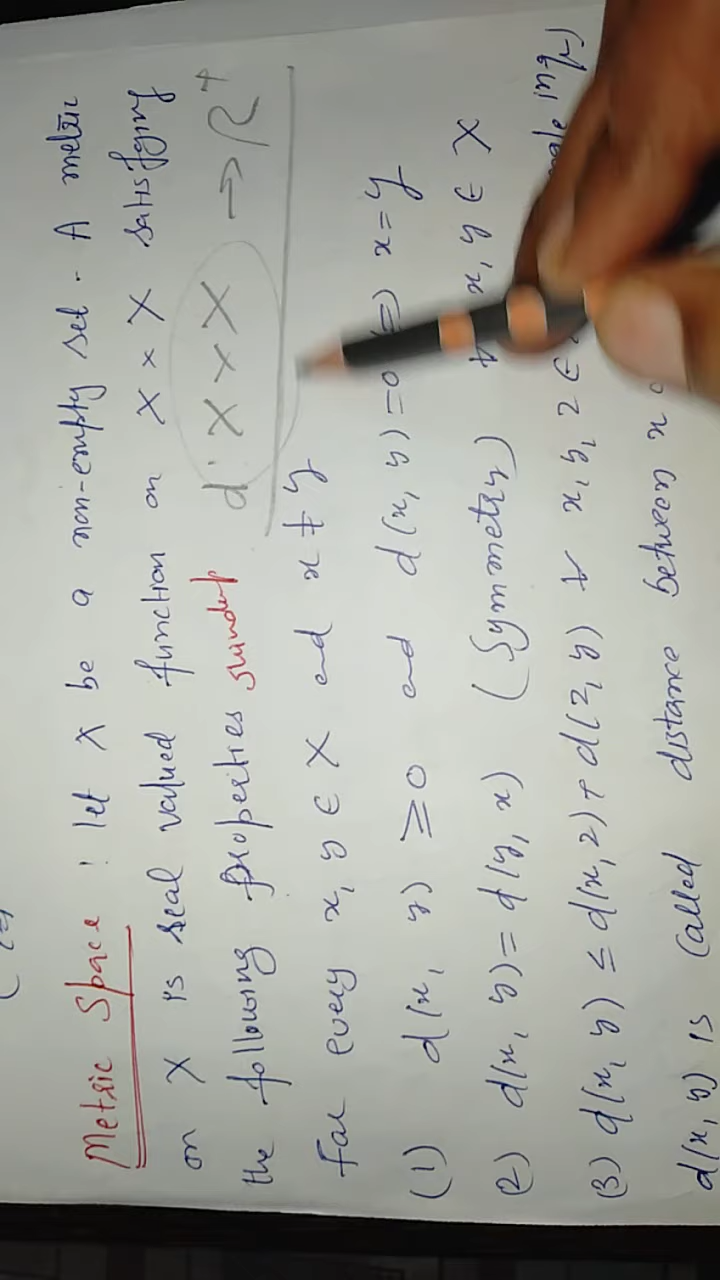 Metric Space : let X be a non-empty set. A metric
on X is real valued function on X × X satisfying
the following properties
d : X × X → R+
For every x, y ∈ X and x ≠ y
(1) d(x, y) ≥ 0 and d(x, y) = 0 x = y
(2) d(x, y) = d(y, x) (Symmetry) ∀ x, y ∈ X
(3) d(x, y) ≤ d(x, z) + d(z, y) ∀ x, y, z ∈
d(x, y) is called distance between x